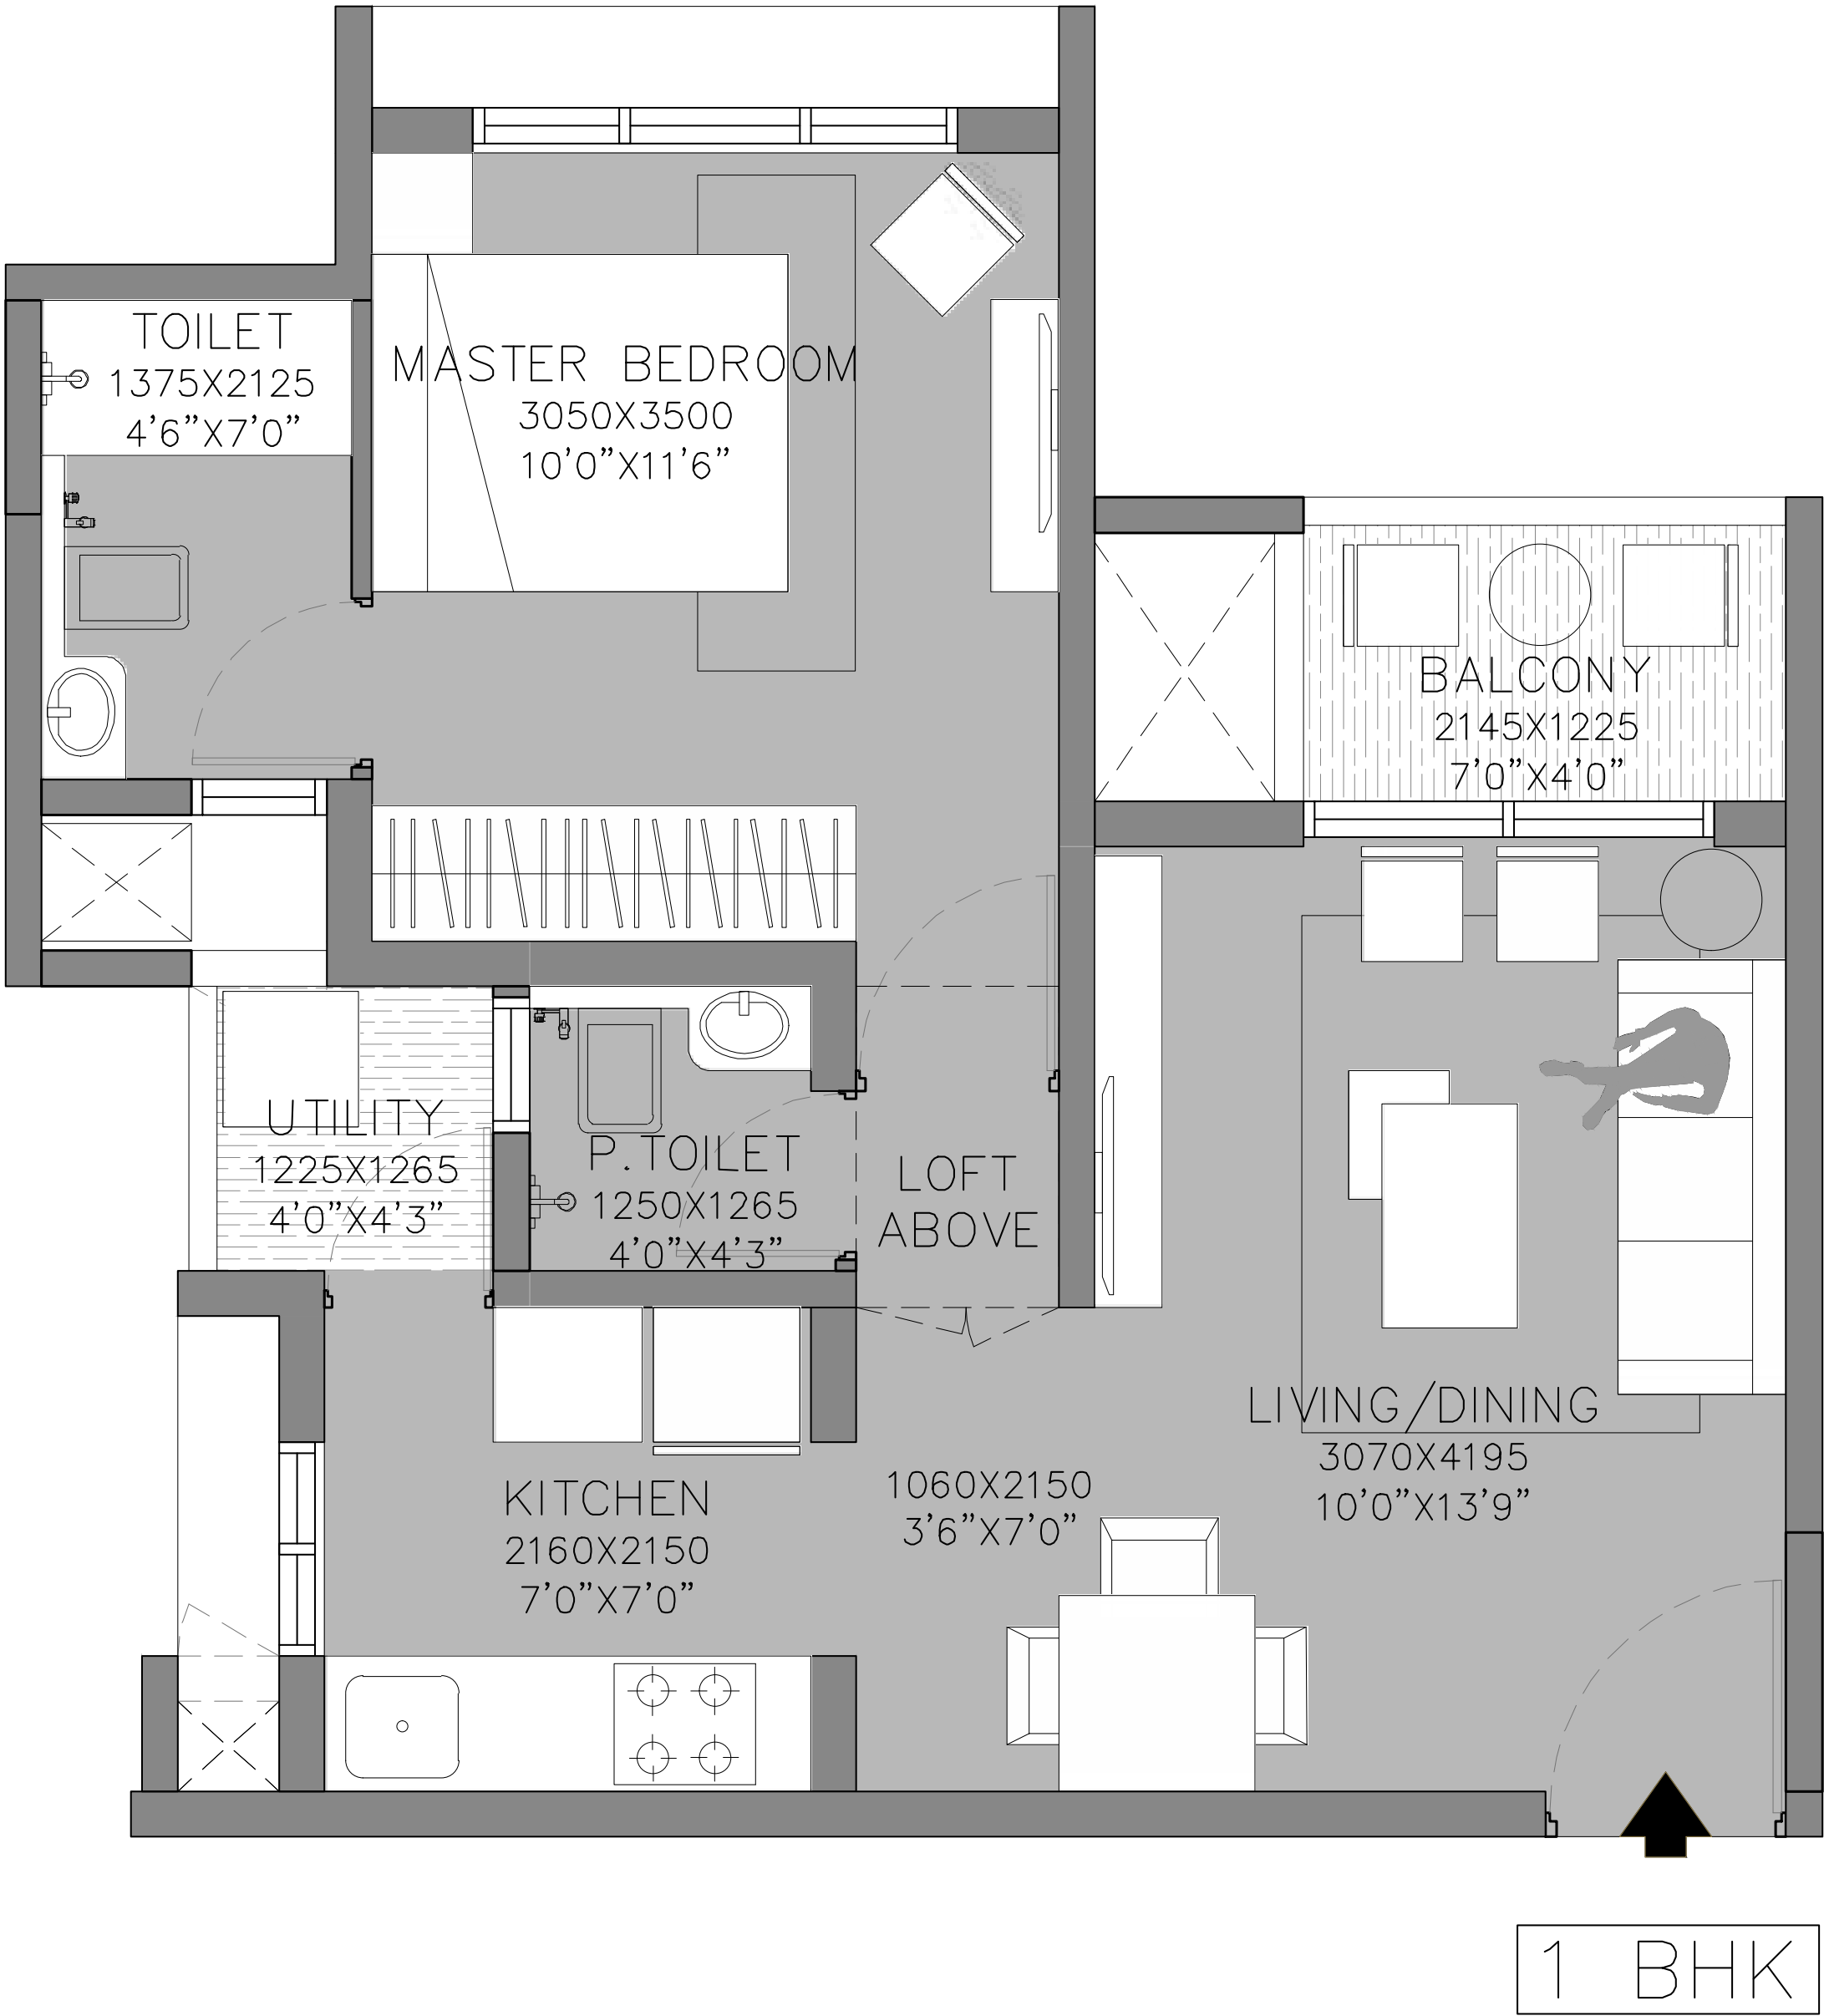 TOILET
1375X2125
4'6"X7'0"
MASTER BEDROOM
3050X3500
10'0"X11'6"
BALCONY
2145X1225
7'0"X4'0"
UTILITY
1225X1265
4'0"X4'3"
P.TOILET
1250X1265
4'0"X4'3"
LOFT
ABOVE
LIVING/DINING
3070X4195
10'0"X13'9"
KITCHEN
2160X2150
7'0"X7'0"
1060X2150
3'6"X7'0"
1 BHK